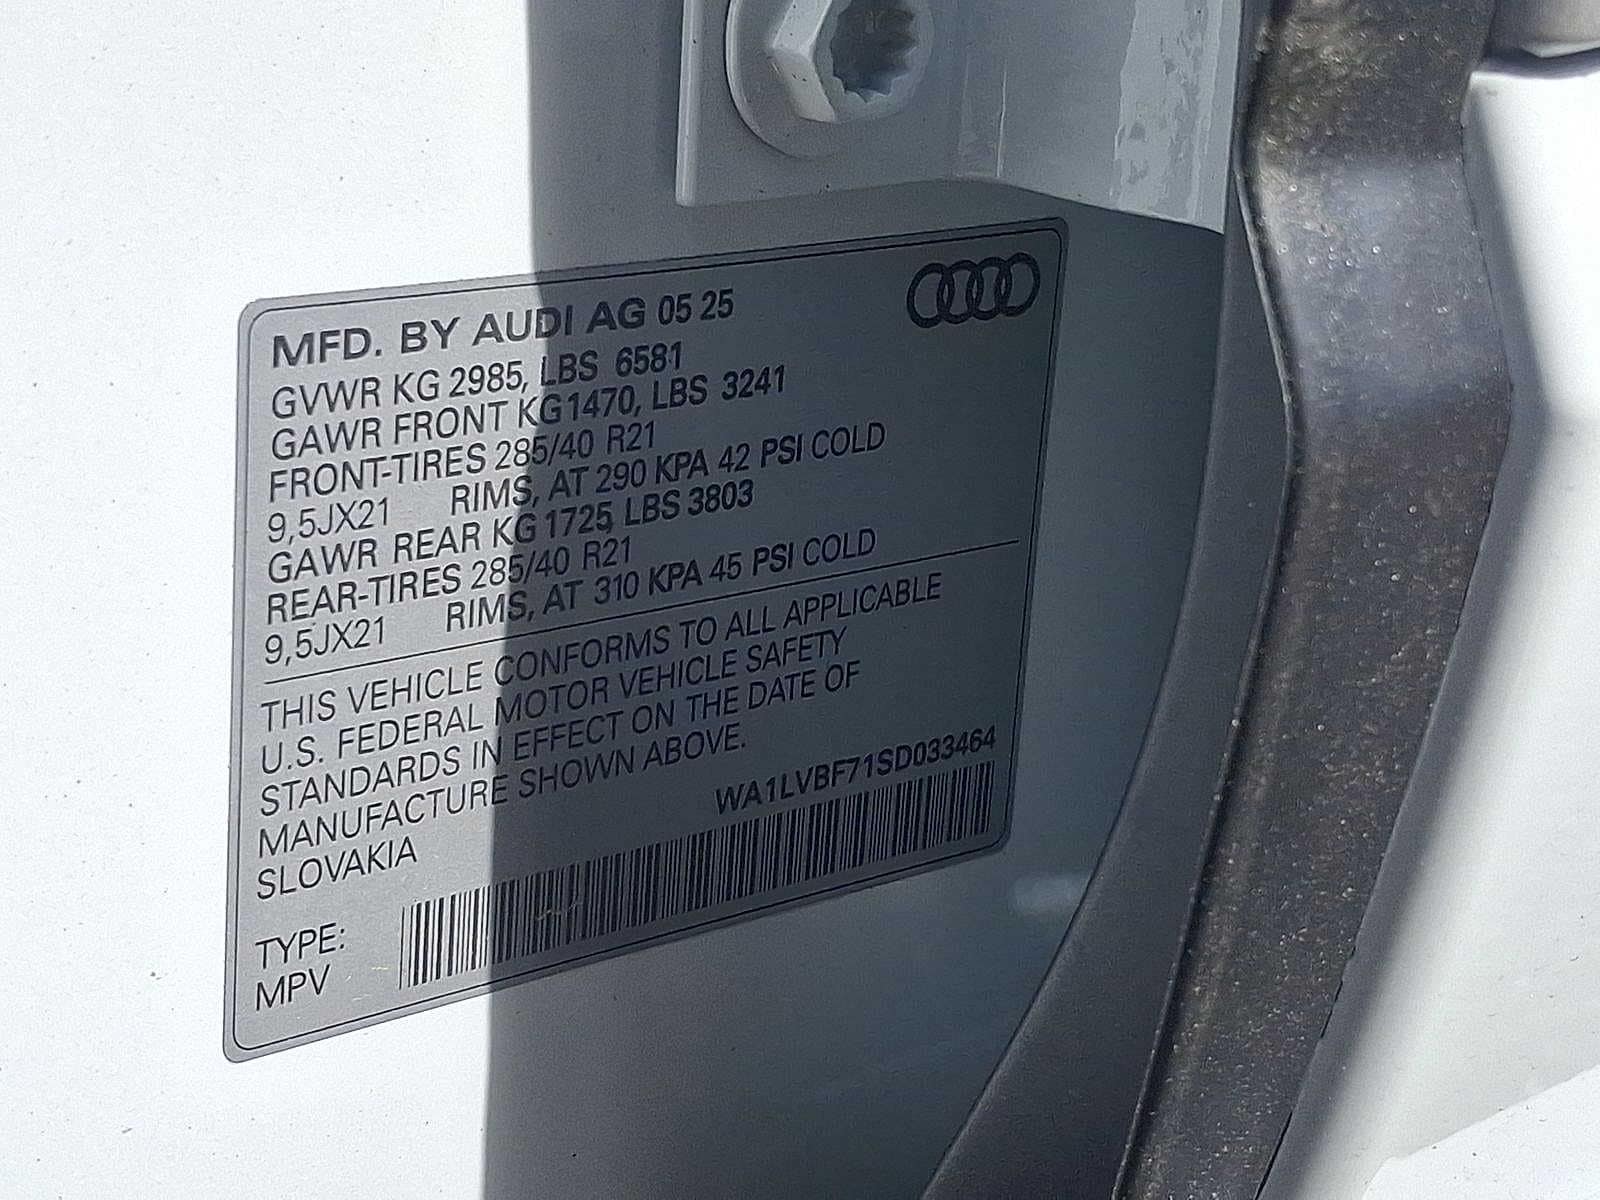 MFD. BY AUDI AG 05 25
GVWR KG 2985, LBS 6581
GAWR FRONT KG 1470, LBS 3241
FRONT-TIRES 285/40 R21
9,5JX21 RIMS, AT 290 KPA 42 PSI COLD
GAWR REAR KG 1725, LBS 3803
REAR-TIRES 285/40 R21
9,5JX21 RIMS, AT 310 KPA 45 PSI COLD
THIS VEHICLE CONFORMS TO ALL APPLICABLE
U.S. FEDERAL MOTOR VEHICLE SAFETY
STANDARDS IN EFFECT ON THE DATE OF
MANUFACTURE SHOWN ABOVE.
SLOVAKIA
WA1LVBF71SD033464
TYPE:
MPV